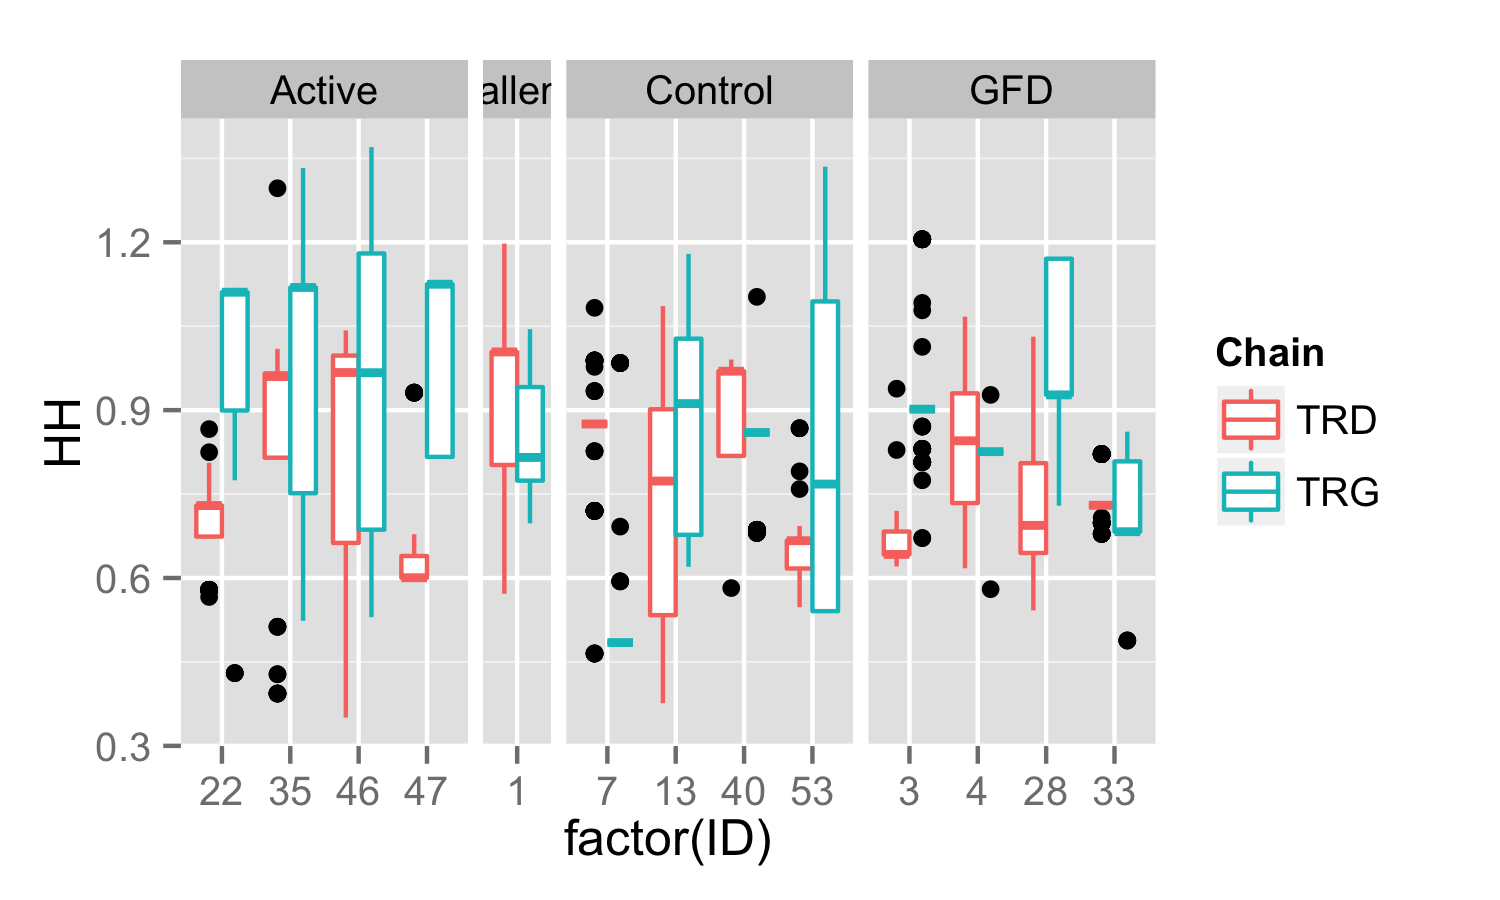 Active
aller
Control
GFD
HH
1.2
0.9
0.6
0.3
22 35 46 47 1 7 13 40 53 3 4 28 33
factor(ID)
Chain
TRD
TRG